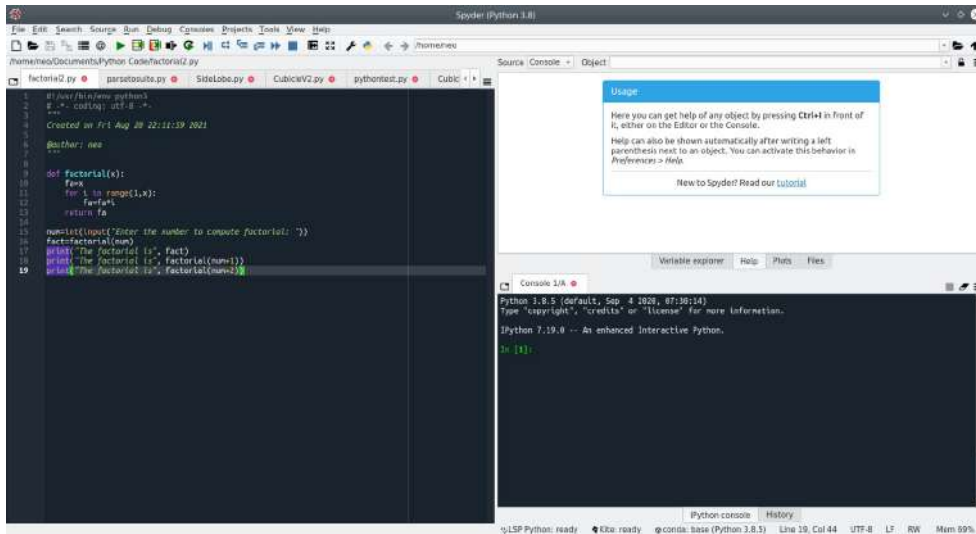 Spyder (Python 3.8)
File Edit Search Source Run Debug Consoles Projects Tools View Help
/home/neo
/home/neo/Documents/Python Code/factorial2.py
factorial2.py parsetosuite.py SideLobe.py CubicleV2.py pythontest.py Cubic
1 #!/usr/bin/env python3
2 # -*- coding: utf-8 -*-
3 """
4 Created on Fri Aug 20 22:11:59 2021
5
6 @author: neo
7 """
8
9 def factorial(x):
10 fa=x
11 for i in range(1,x):
12 fa=fa*i
13 return fa
14
15 num=int(input("Enter the number to compute factorial: "))
16 fact=factorial(num)
17 print("The factorial is", fact)
18 print("The factorial is", factorial(num+1))
19 print("The factorial is", factorial(num+2))
Source Console Object
Usage
Here you can get help of any object by pressing Ctrl+I in front of
it, either on the Editor or the Console.
Help can also be shown automatically after writing a left
parenthesis next to an object. You can activate this behavior in
Preferences > Help.
New to Spyder? Read our tutorial
Variable explorer Help Plots Files
Console 1/A
Python 3.8.5 (default, Sep 4 2020, 07:30:14)
Type "copyright", "credits" or "license" for more information.
IPython 7.19.0 -- An enhanced Interactive Python.
In [1]:
IPython console History
LSP Python: ready Kite: ready conda: base (Python 3.8.5) Line 19, Col 44 UTF-8 LF RW Mem 59%